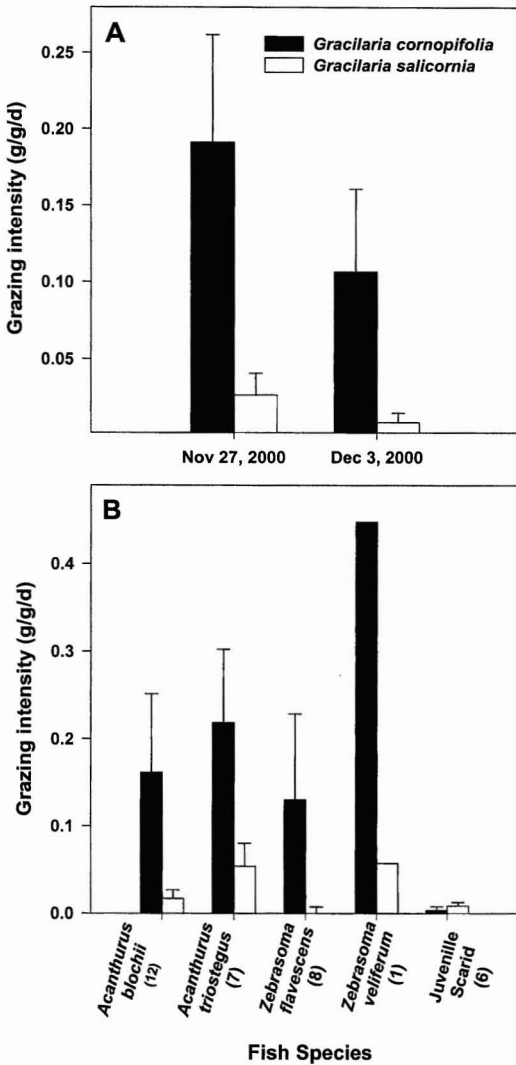 A
Gracilaria cornopifolia
Gracilaria salicornia
Grazing intensity (g/g/d)
0.25
0.20
0.15
0.10
0.05
Nov 27, 2000
Dec 3, 2000
B
Grazing intensity (g/g/d)
0.4
0.3
0.2
0.1
0.0
Acanthurus
blochii
(12)
Acanthurus
triostegus
(7)
Zebrasoma
flavescens
(8)
Zebrasoma
veliferum
(1)
Juvenille
Scarid
(6)
Fish Species